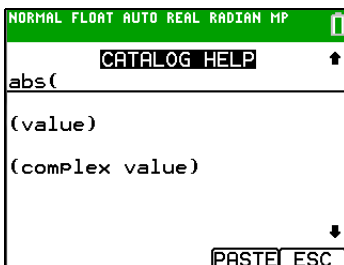 NORMAL FLOAT AUTO REAL RADIAN MP
CATALOG HELP
abs(
(value)
(complex value)
PASTE ESC